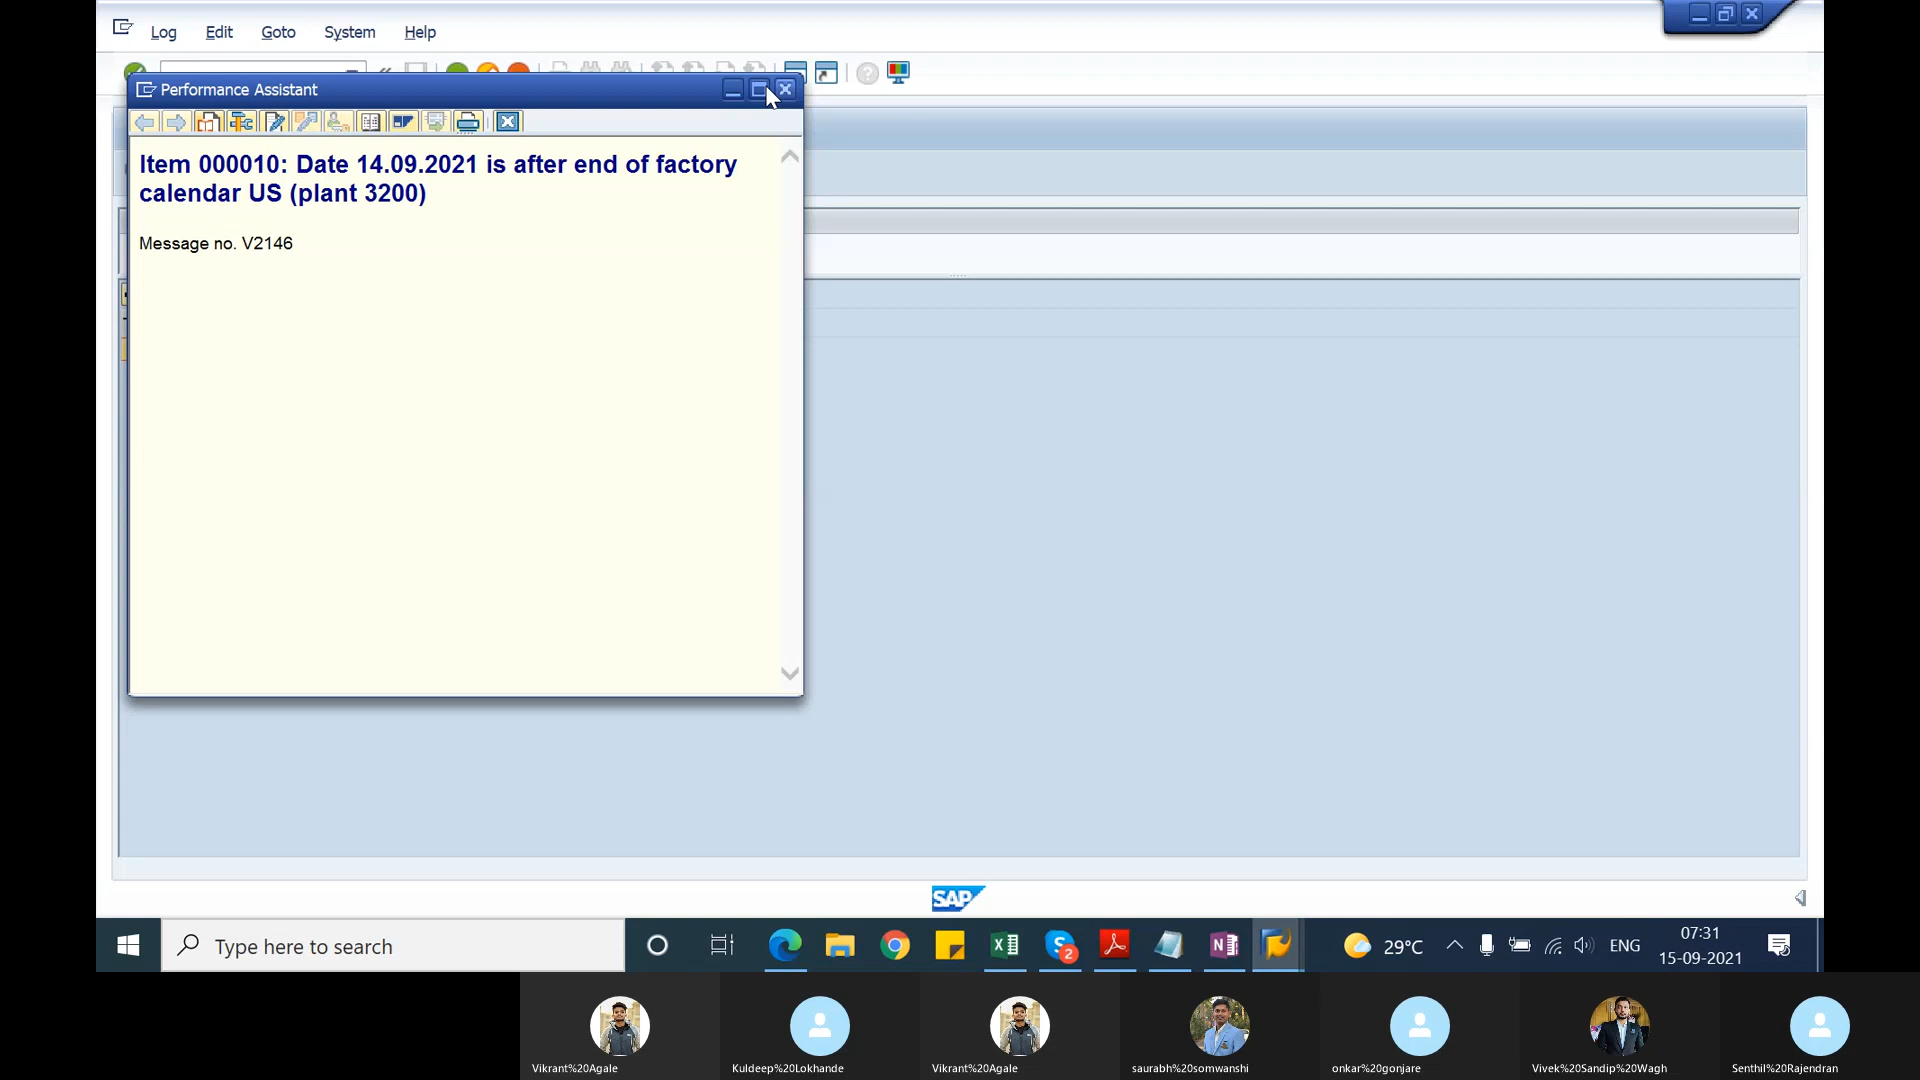 Log Edit Goto System Help
Performance Assistant
Item 000010: Date 14.09.2021 is after end of factory
calendar US (plant 3200)
Message no. V2146
SAP
Type here to search
2
29°C
ENG
07:31
15-09-2021
Vikrant%20Agale
Kuldeep%20Lokhande
Vikrant%20Agale
saurabh%20somwanshi
onkar%20gonjare
Vivek%20Sandip%20Wagh
Senthil%20Rajendran